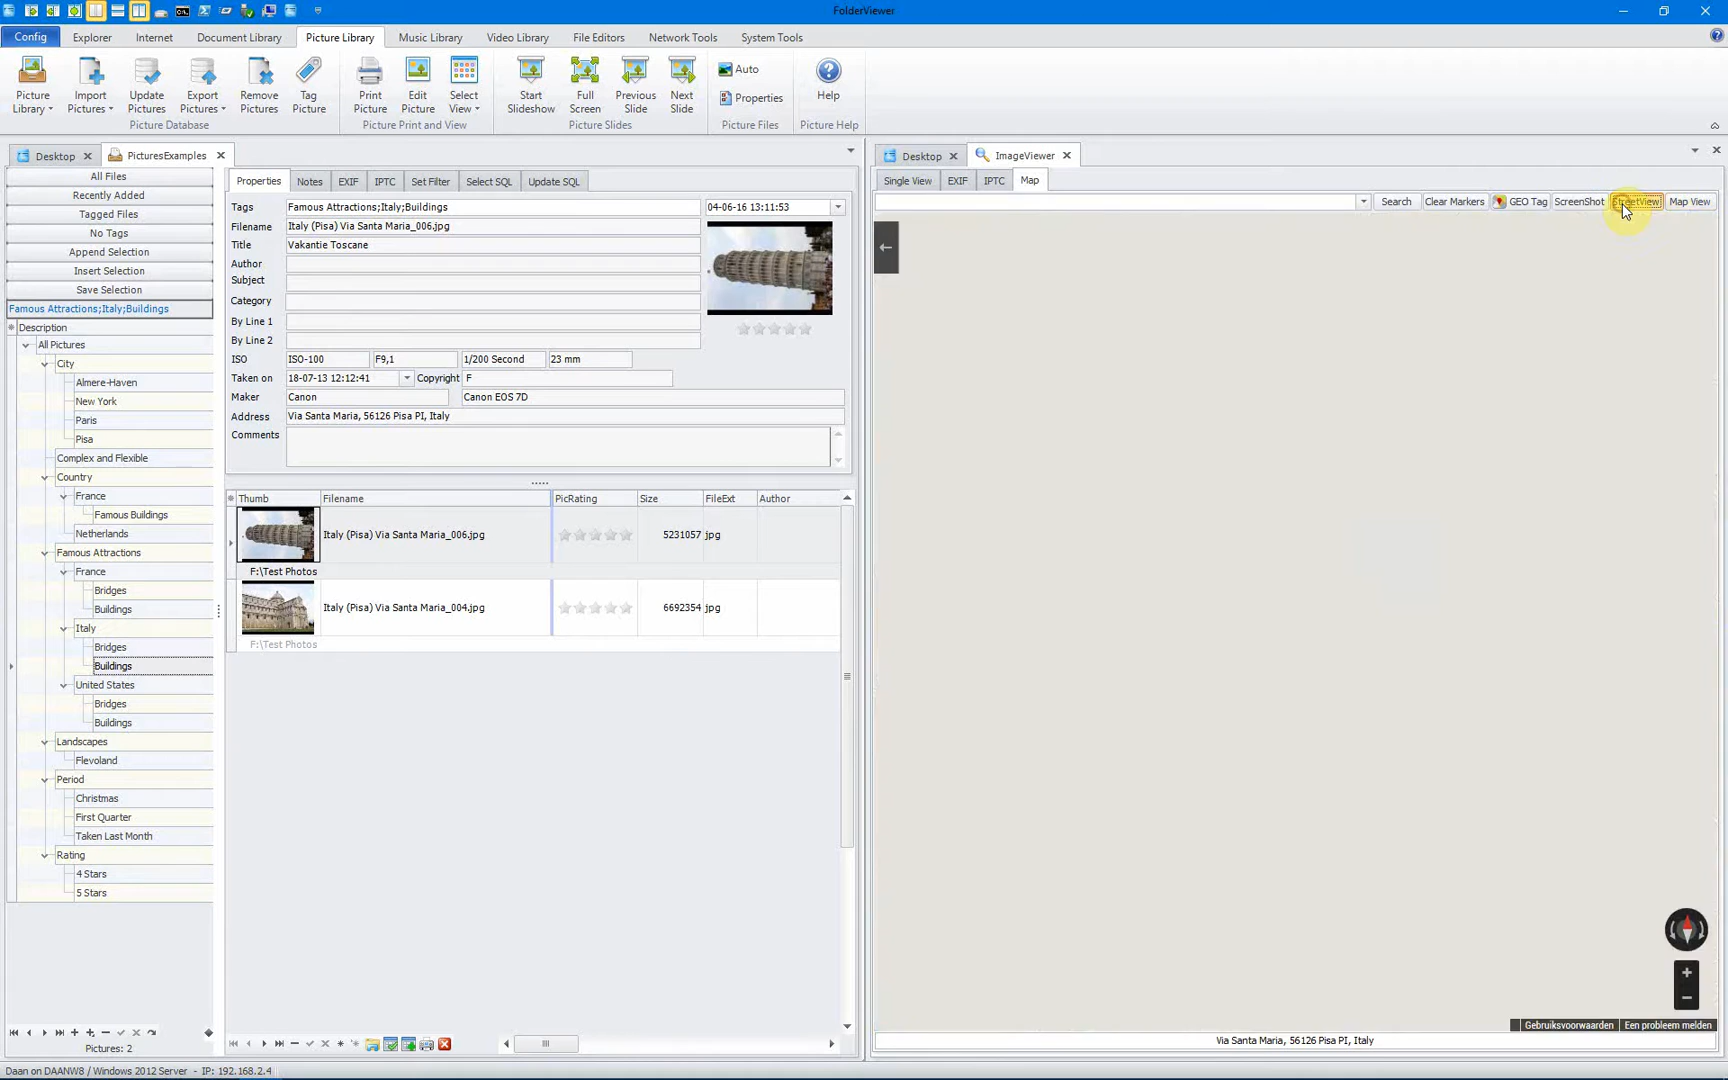 FolderViewer
Config Explorer Internet Document Library Picture Library Music Library Video Library File Editors Network Tools System Tools
Picture Library
Import Pictures
Update Pictures
Export Pictures
Remove Pictures
Tag Picture
Print Picture
Edit Picture
Select View
Start Slideshow
Full Screen
Previous Slide
Next Slide
Auto
Properties
Help
Picture Database Picture Print and View Picture Slides Picture Files Picture Help
Desktop PicturesExamples
Desktop ImageViewer
All Files
Recently Added
Tagged Files
No Tags
Append Selection
Insert Selection
Save Selection
Famous Attractions;Italy;Buildings
Description
All Pictures
City
Almere-Haven
New York
Paris
Pisa
Complex and Flexible
Country
France
Famous Buildings
Netherlands
Famous Attractions
France
Bridges
Buildings
Italy
Bridges
Buildings
United States
Bridges
Buildings
Landscapes
Flevoland
Period
Christmas
First Quarter
Taken Last Month
Rating
4 Stars
5 Stars
Pictures: 2
Properties Notes EXIF IPTC Set Filter Select SQL Update SQL
Tags Famous Attractions;Italy;Buildings 04-06-16 13:11:53
Filename Italy (Pisa) Via Santa Maria_006.jpg
Title Vakantie Toscane
Author
Subject
Category
By Line 1
By Line 2
ISO ISO-100 F9,1 1/200 Second 23 mm
Taken on 18-07-13 12:12:41 Copyright F
Maker Canon Canon EOS 7D
Address Via Santa Maria, 56126 Pisa PI, Italy
Comments
Thumb Filename PicRating Size FileExt Author
Italy (Pisa) Via Santa Maria_006.jpg 5231057 jpg
F:\Test Photos
Italy (Pisa) Via Santa Maria_004.jpg 6692354 jpg
F:\Test Photos
Single View EXIF IPTC Map
Search Clear Markers GEO Tag ScreenShot StreetView Map View
Gebruiksvoorwaarden Een probleem melden
Via Santa Maria, 56126 Pisa PI, Italy
Daan on DAANW8 / Windows 2012 Server - IP: 192.168.2.4